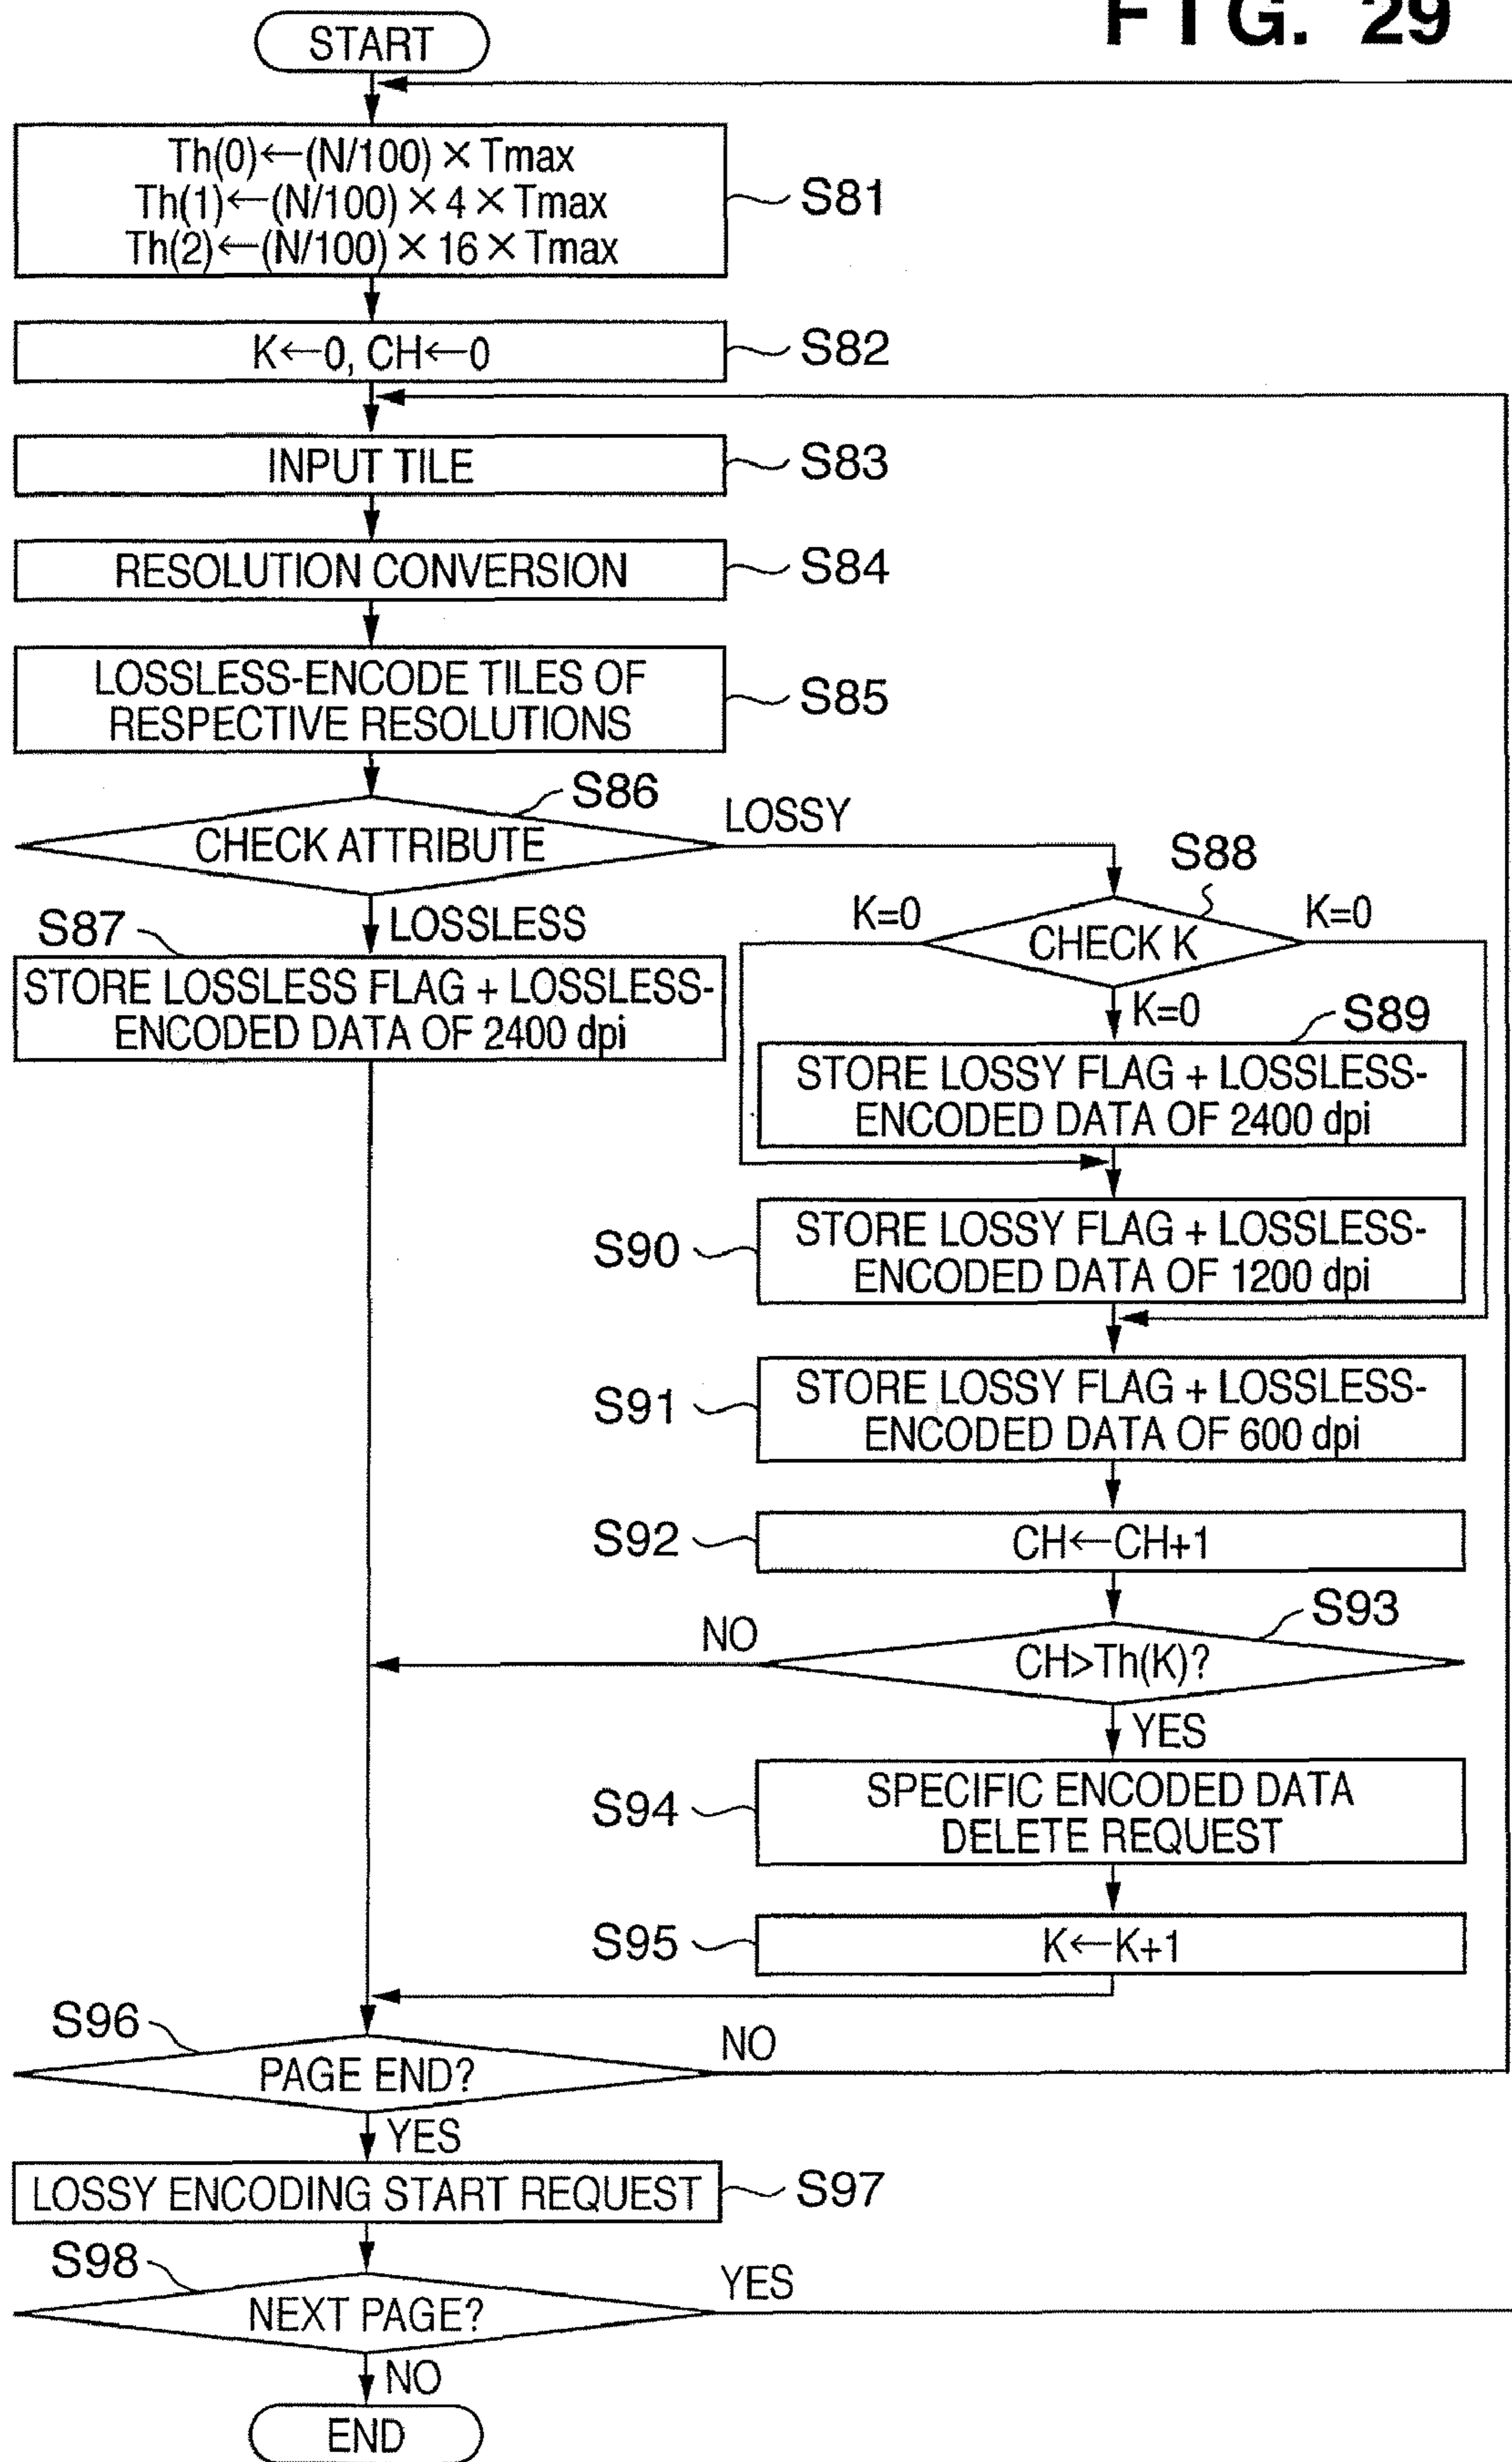 FIG. 29
START
Th(0)←(N/100)×Tmax
Th(1)←(N/100)×4×Tmax
Th(2)←(N/100)×16×Tmax
S81
K←0, CH←0
S82
INPUT TILE
S83
RESOLUTION CONVERSION
S84
LOSSLESS-ENCODE TILES OF
RESPECTIVE RESOLUTIONS
S85
S86
CHECK ATTRIBUTE
LOSSY
LOSSLESS
S87
STORE LOSSLESS FLAG + LOSSLESS-
ENCODED DATA OF 2400 dpi
S88
K=0
CHECK K
K=0
K=0
S89
STORE LOSSY FLAG + LOSSLESS-
ENCODED DATA OF 2400 dpi
S90
STORE LOSSY FLAG + LOSSLESS-
ENCODED DATA OF 1200 dpi
S91
STORE LOSSY FLAG + LOSSLESS-
ENCODED DATA OF 600 dpi
S92
CH←CH+1
S93
NO
CH>Th(K)?
YES
S94
SPECIFIC ENCODED DATA
DELETE REQUEST
S95
K←K+1
S96
PAGE END?
NO
YES
LOSSY ENCODING START REQUEST
S97
S98
NEXT PAGE?
YES
NO
END